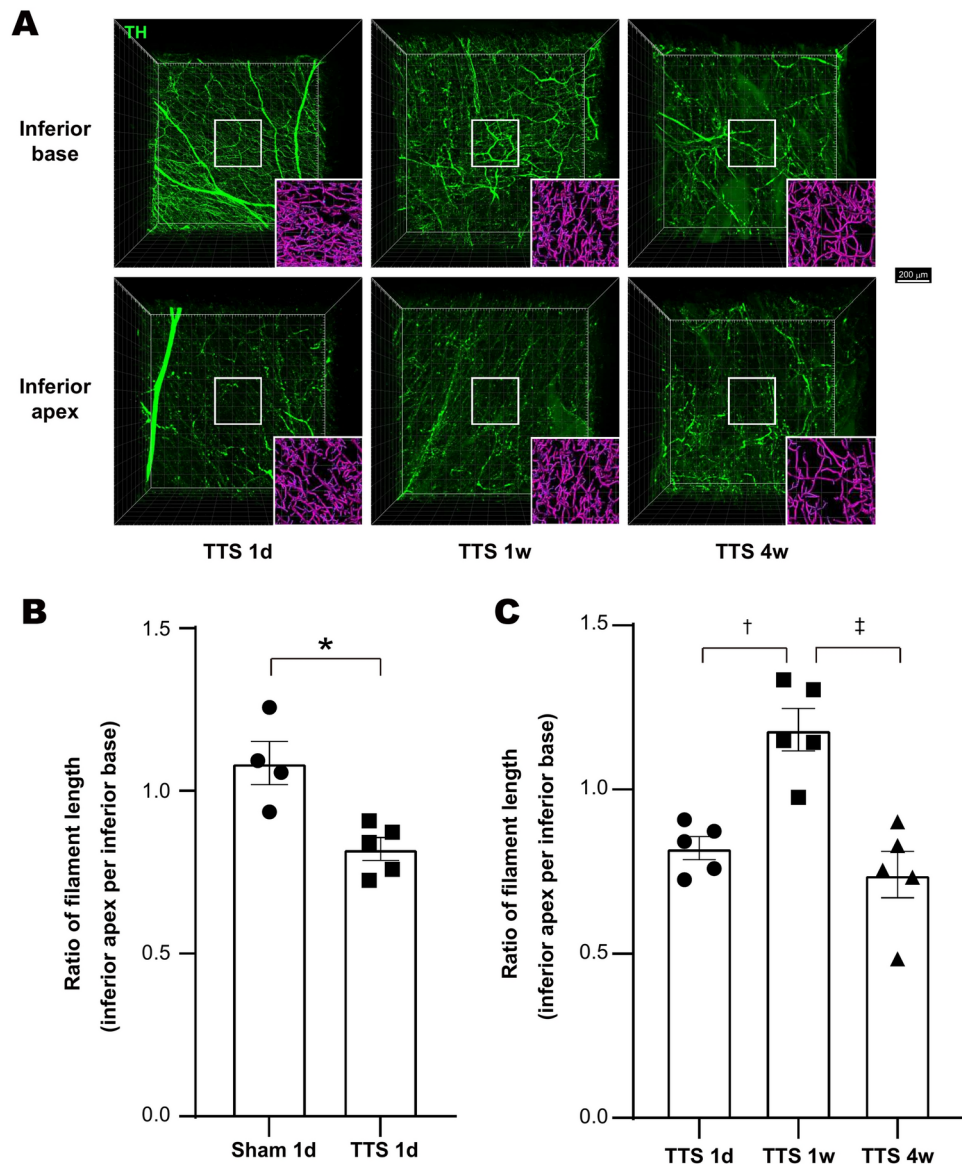 A
TH
Inferior
base
200 μm
Inferior
apex
TTS 1d
TTS 1w
TTS 4w
B
Ratio of filament length
(inferior apex per inferior base)
1.5
1.0
0.5
0.0
*
Sham 1d
TTS 1d
C
Ratio of filament length
(inferior apex per inferior base)
1.5
1.0
0.5
0.0
†
‡
TTS 1d
TTS 1w
TTS 4w